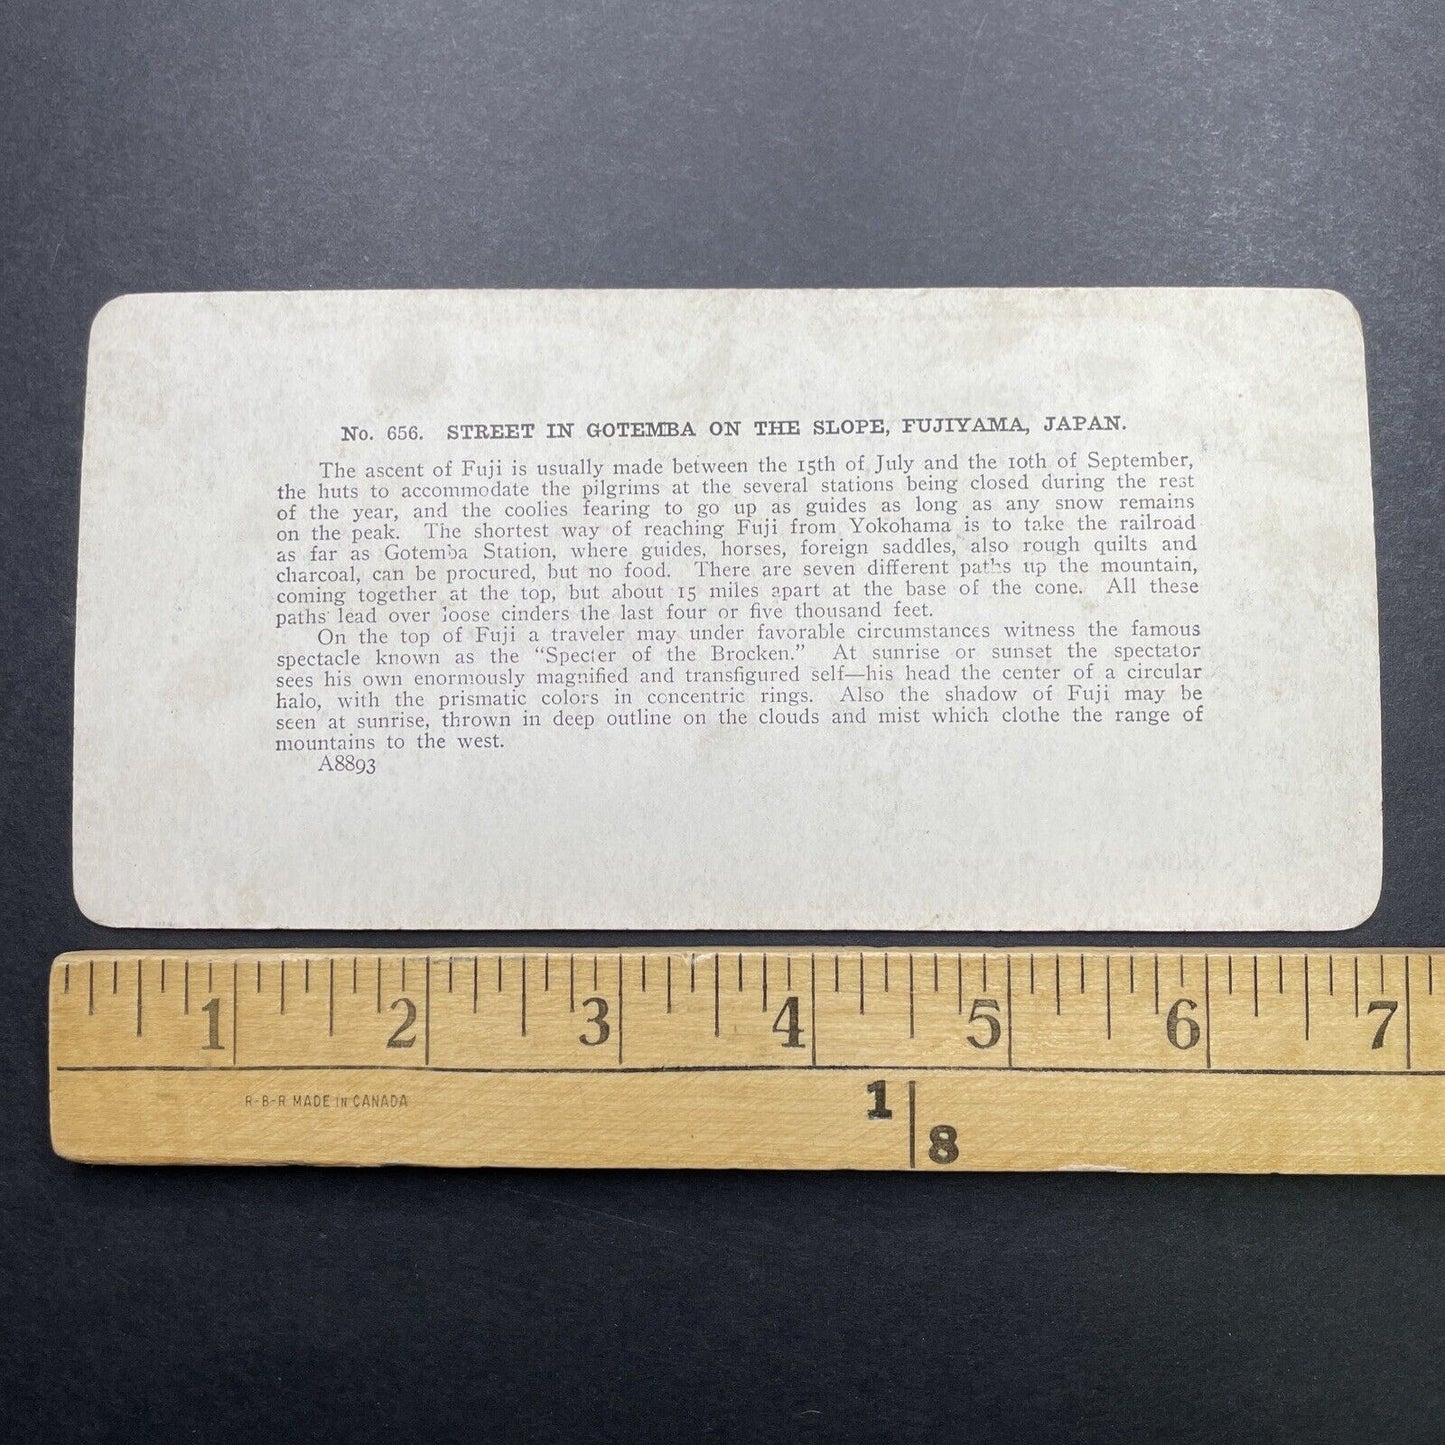 No. 656. STREET IN GOTEMBA ON THE SLOPE, FUJIYAMA, JAPAN.
The ascent of Fuji is usually made between the 15th of July and the 10th of September,
the huts to accommodate the pilgrims at the several stations being closed during the rest
of the year, and the coolies fearing to go up as guides as long as any snow remains
on the peak. The shortest way of reaching Fuji from Yokohama is to take the railroad
as far as Gotemba Station, where guides, horses, foreign saddles, also rough quilts and
charcoal, can be procured, but no food. There are seven different paths up the mountain,
coming together at the top, but about 15 miles apart at the base of the cone. All these
paths lead over loose cinders the last four or five thousand feet.
On the top of Fuji a traveler may under favorable circumstances witness the famous
spectacle known as the “Specter of the Brocken.” At sunrise or sunset the spectator
sees his own enormously magnified and transfigured self—his head the center of a circular
halo, with the prismatic colors in concentric rings. Also the shadow of Fuji may be
seen at sunrise, thrown in deep outline on the clouds and mist which clothe the range of
mountains to the west.
A8893
1 2 3 4 5 6 7
R-B-R MADE IN CANADA
1
8